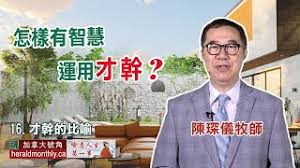 怎樣有智慧
運用才幹？
16. 才幹的比喻
加拿大號角
heraldmonthly.ca
陳琛儀牧師